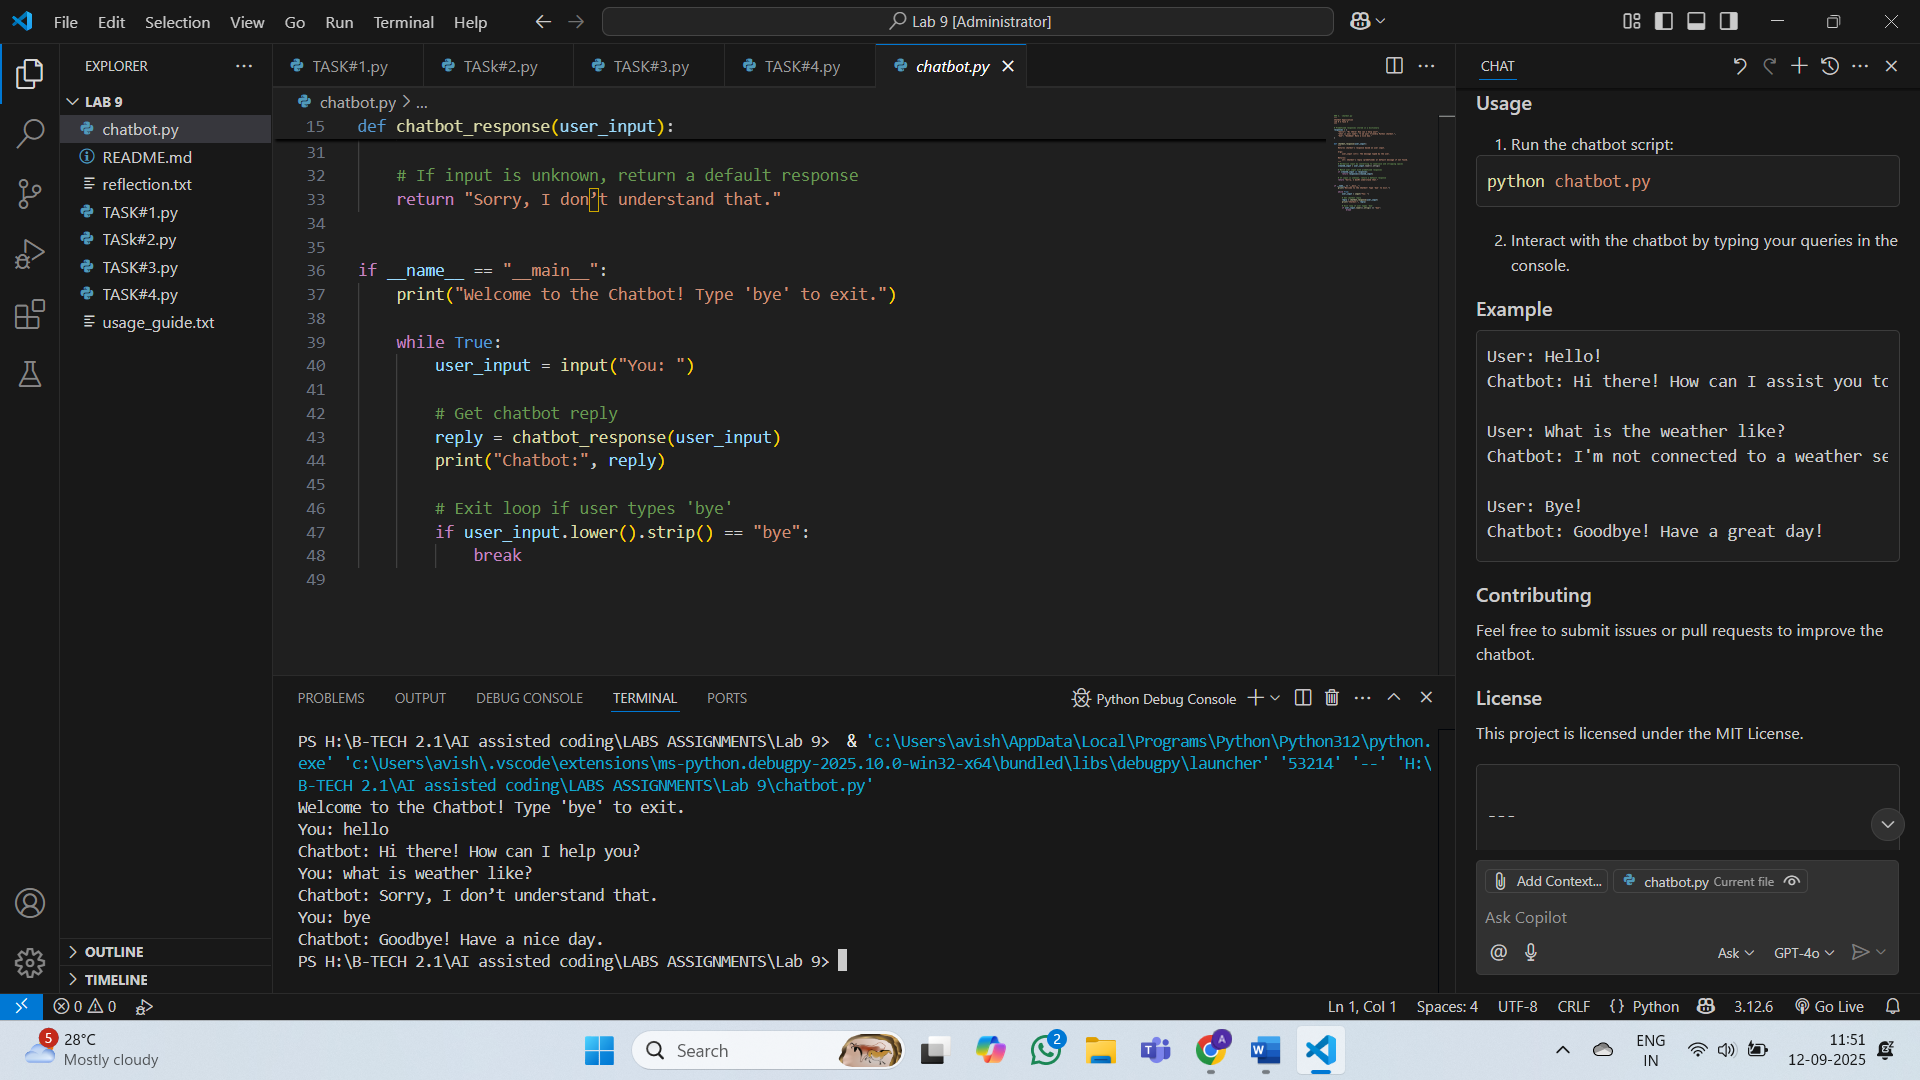 File Edit Selection View Go Run Terminal Help
Lab 9 [Administrator]
EXPLORER
LAB 9
chatbot.py
README.md
reflection.txt
TASK#1.py
TASk#2.py
TASK#3.py
TASK#4.py
usage_guide.txt
OUTLINE
TIMELINE
TASK#1.py TASk#2.py TASK#3.py TASK#4.py chatbot.py
chatbot.py > ...
15 def chatbot_response(user_input):
31
32 # If input is unknown, return a default response
33 return "Sorry, I don’t understand that."
34
35
36 if __name__ == "__main__":
37 print("Welcome to the Chatbot! Type 'bye' to exit.")
38
39 while True:
40 user_input = input("You: ")
41
42 # Get chatbot reply
43 reply = chatbot_response(user_input)
44 print("Chatbot:", reply)
45
46 # Exit loop if user types 'bye'
47 if user_input.lower().strip() == "bye":
48 break
49
PROBLEMS OUTPUT DEBUG CONSOLE TERMINAL PORTS
Python Debug Console
PS H:\B-TECH 2.1\AI assisted coding\LABS ASSIGNMENTS\Lab 9>  & 'c:\Users\avish\AppData\Local\Programs\Python\Python312\python.
exe' 'c:\Users\avish\.vscode\extensions\ms-python.debugpy-2025.10.0-win32-x64\bundled\libs\debugpy\launcher' '53214' '--' 'H:\
B-TECH 2.1\AI assisted coding\LABS ASSIGNMENTS\Lab 9\chatbot.py'
Welcome to the Chatbot! Type 'bye' to exit.
You: hello
Chatbot: Hi there! How can I help you?
You: what is weather like?
Chatbot: Sorry, I don’t understand that.
You: bye
Chatbot: Goodbye! Have a nice day.
PS H:\B-TECH 2.1\AI assisted coding\LABS ASSIGNMENTS\Lab 9>
CHAT
Usage
1. Run the chatbot script:
python chatbot.py
2. Interact with the chatbot by typing your queries in the
console.
Example
User: Hello!
Chatbot: Hi there! How can I assist you to
User: What is the weather like?
Chatbot: I'm not connected to a weather se
User: Bye!
Chatbot: Goodbye! Have a great day!
Contributing
Feel free to submit issues or pull requests to improve the
chatbot.
License
This project is licensed under the MIT License.
---
Add Context... chatbot.py Current file
Ask Copilot
@ Ask GPT-4o
0 0
Ln 1, Col 1 Spaces: 4 UTF-8 CRLF {} Python 3.12.6 Go Live
5 28°C
Mostly cloudy
Search
2
A
ENG
IN
11:51
12-09-2025